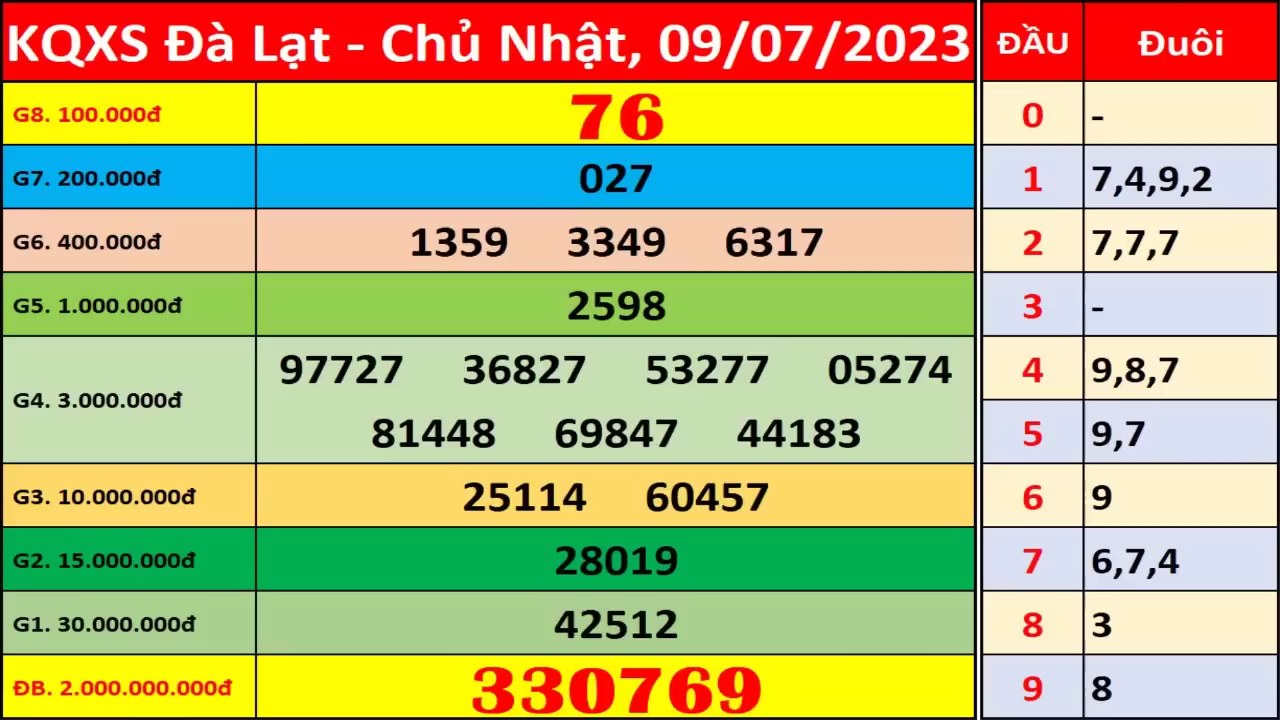 KQXS Đà Lạt - Chủ Nhật, 09/07/2023
G8. 100.000đ 76
G7. 200.000đ 027
G6. 400.000đ 1359 3349 6317
G5. 1.000.000đ 2598
G4. 3.000.000đ 97727 36827 53277 05274
81448 69847 44183
G3. 10.000.000đ 25114 60457
G2. 15.000.000đ 28019
G1. 30.000.000đ 42512
ĐB. 2.000.000.000đ 330769
ĐẦU Đuôi
0 -
1 7,4,9,2
2 7,7,7
3 -
4 9,8,7
5 9,7
6 9
7 6,7,4
8 3
9 8